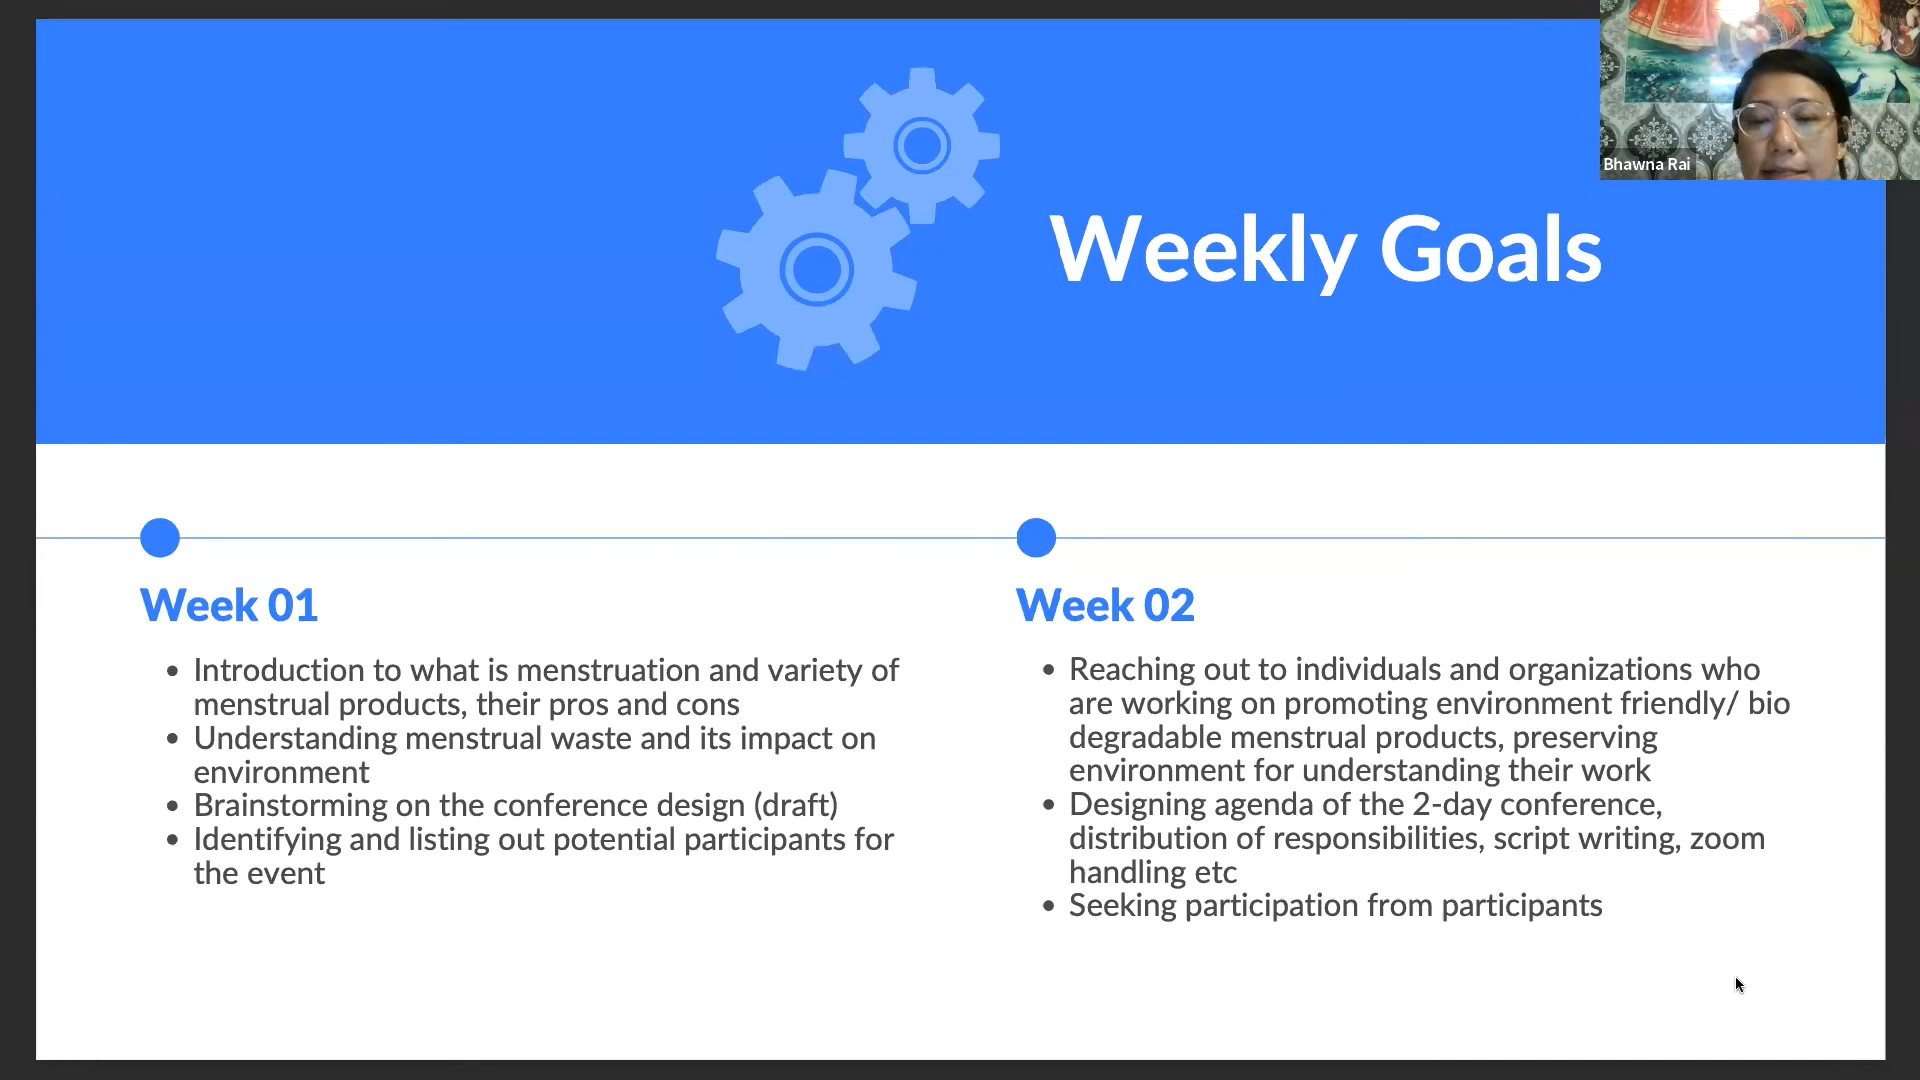 Bhawna Rai
Weekly Goals
Week 01
• Introduction to what is menstruation and variety of
menstrual products, their pros and cons
• Understanding menstrual waste and its impact on
environment
• Brainstorming on the conference design (draft)
• Identifying and listing out potential participants for
the event
Week 02
• Reaching out to individuals and organizations who
are working on promoting environment friendly/ bio
degradable menstrual products, preserving
environment for understanding their work
• Designing agenda of the 2-day conference,
distribution of responsibilities, script writing, zoom
handling etc
• Seeking participation from participants